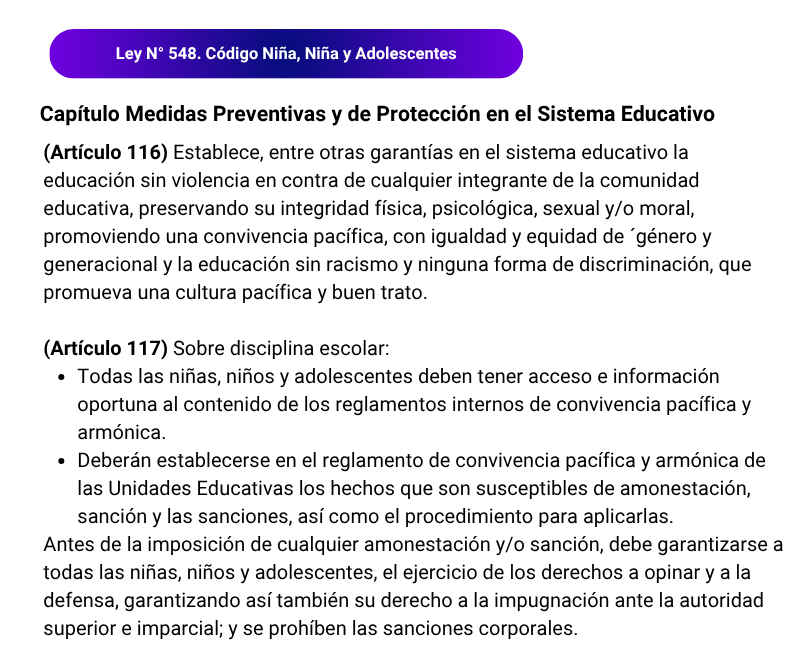 Ley N° 548. Código Niña, Niña y Adolescentes
Capítulo Medidas Preventivas y de Protección en el Sistema Educativo
(Artículo 116) Establece, entre otras garantías en el sistema educativo la
educación sin violencia en contra de cualquier integrante de la comunidad
educativa, preservando su integridad física, psicológica, sexual y/o moral,
promoviendo una convivencia pacífica, con igualdad y equidad de ´género y
generacional y la educación sin racismo y ninguna forma de discriminación, que
promueva una cultura pacífica y buen trato.
(Artículo 117) Sobre disciplina escolar:
• Todas las niñas, niños y adolescentes deben tener acceso e información
oportuna al contenido de los reglamentos internos de convivencia pacífica y
armónica.
• Deberán establecerse en el reglamento de convivencia pacífica y armónica de
las Unidades Educativas los hechos que son susceptibles de amonestación,
sanción y las sanciones, así como el procedimiento para aplicarlas.
Antes de la imposición de cualquier amonestación y/o sanción, debe garantizarse a
todas las niñas, niños y adolescentes, el ejercicio de los derechos a opinar y a la
defensa, garantizando así también su derecho a la impugnación ante la autoridad
superior e imparcial; y se prohíben las sanciones corporales.